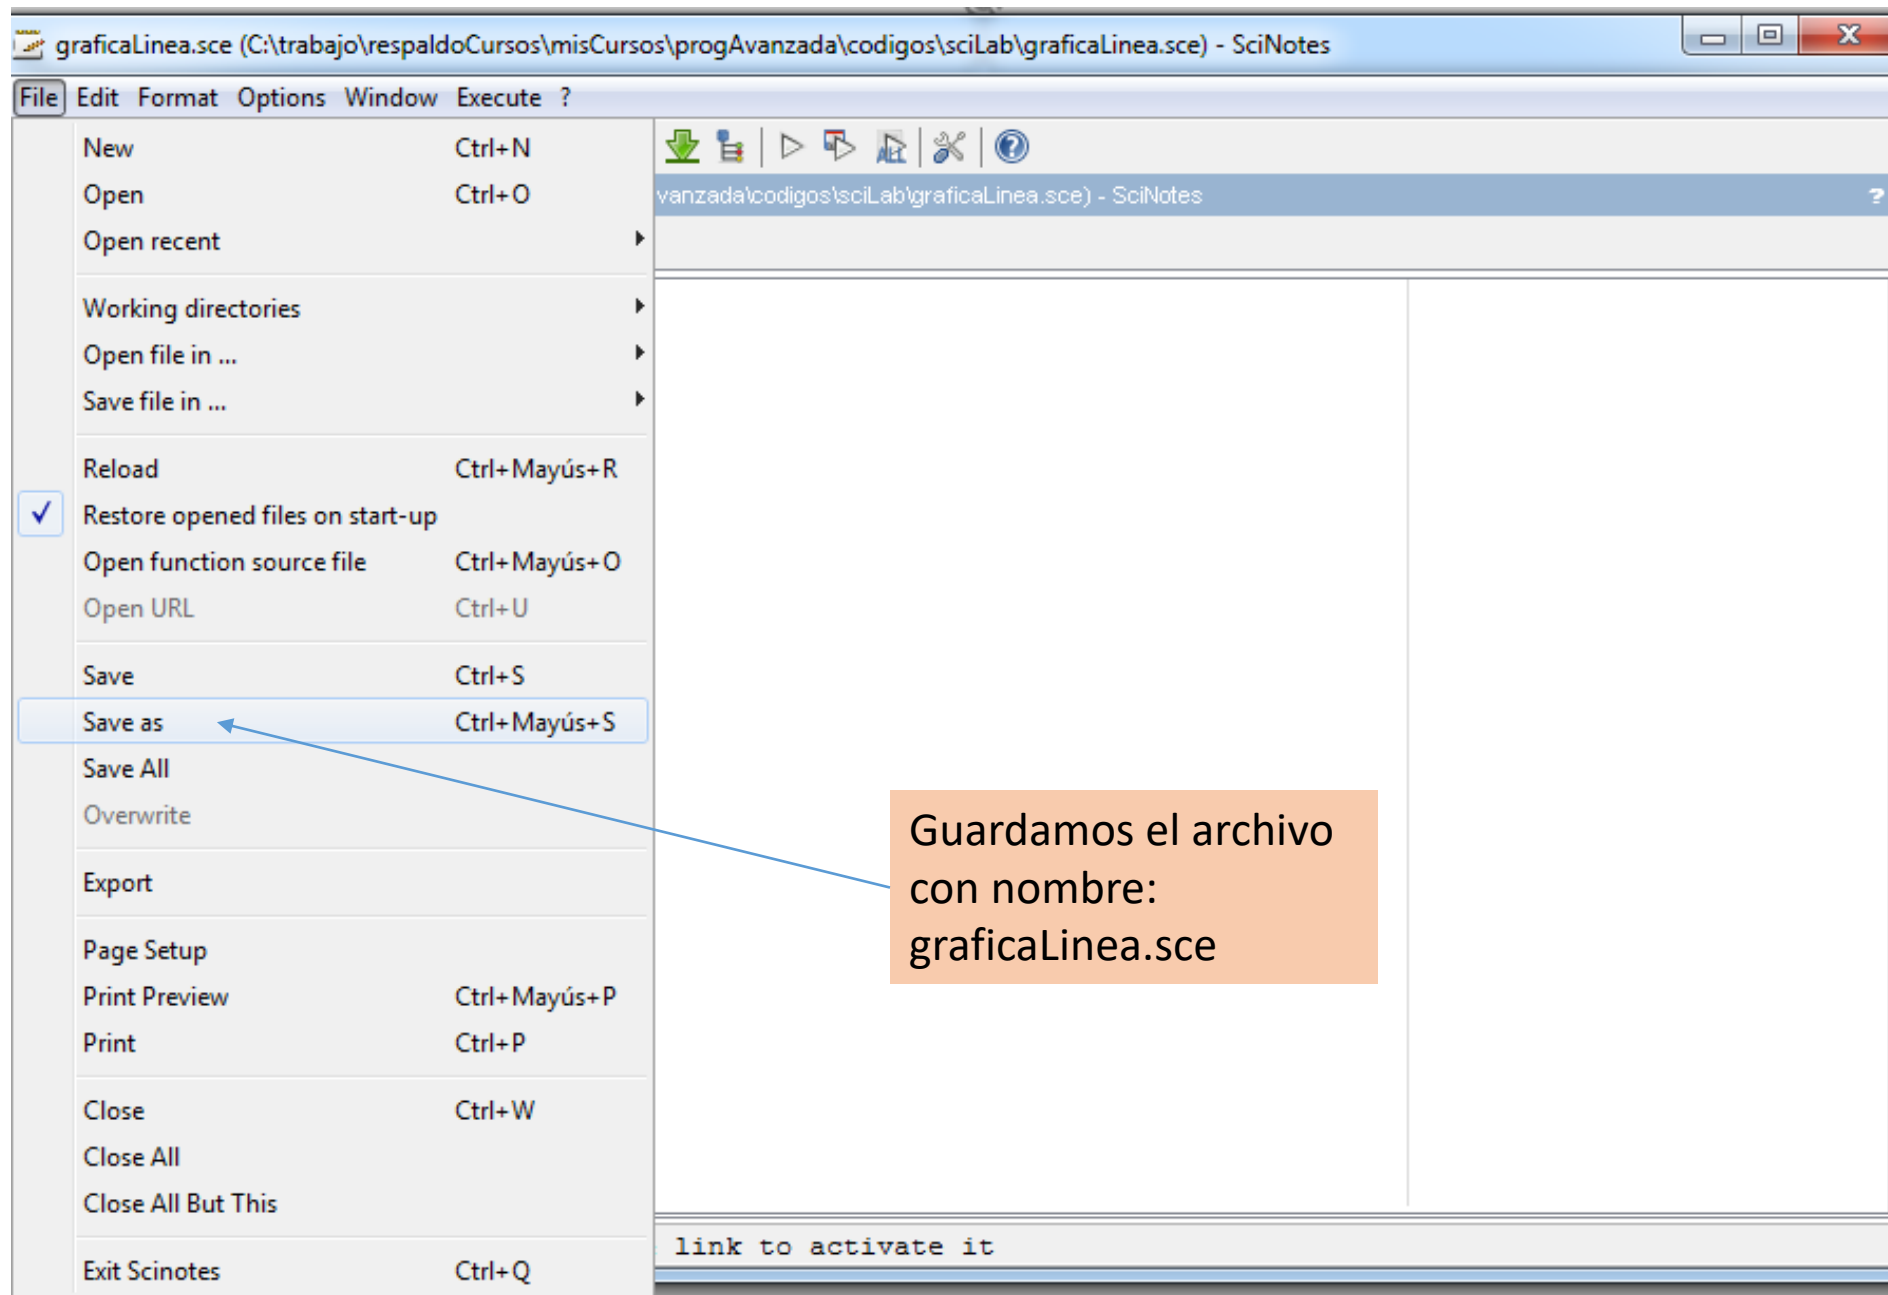 graficaLinea.sce (C:\trabajo\respaldoCursos\misCursos\progAvanzada\codigos\sciLab\graficaLinea.sce) - SciNotes
File Edit Format Options Window Execute ?
New Ctrl+N
Open Ctrl+O
vanzada\codigos\sciLab\graficaLinea.sce) - SciNotes ?
Open recent
Working directories
Open file in ...
Save file in ...
Reload Ctrl+Mayús+R
Restore opened files on start-up
Open function source file Ctrl+Mayús+O
Open URL Ctrl+U
Save Ctrl+S
Save as Ctrl+Mayús+S
Save All
Overwrite
Export
Page Setup
Print Preview Ctrl+Mayús+P
Print Ctrl+P
Close Ctrl+W
Close All
Close All But This
Exit Scinotes Ctrl+Q
Guardamos el archivo
con nombre:
graficaLinea.sce
link to activate it